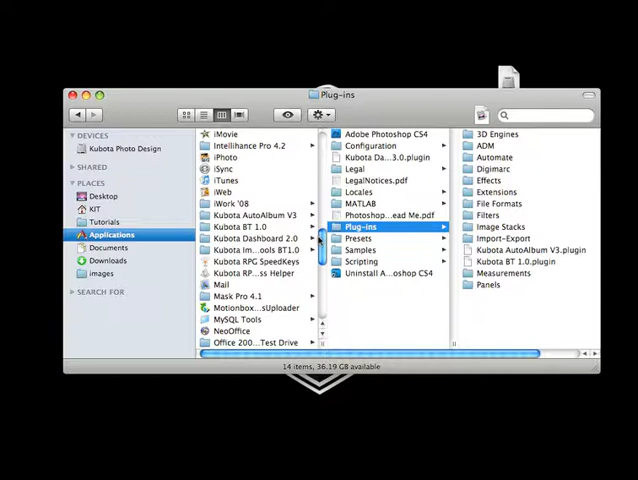 Plug-ins
DEVICES
Kubota Photo Design
SHARED
PLACES
Desktop
KIT
Tutorials
Applications
Documents
Downloads
images
SEARCH FOR
iMovie
Intellihance Pro 4.2
iPhoto
iSync
iTunes
iWeb
iWork '08
Kubota AutoAlbum V3
Kubota BT 1.0
Kubota Dashboard 2.0
Kubota Im...s BT1.0
Kubota RPG SpeedKeys
Kubota RP...ss Helper
Mail
Mask Pro 4.1
Motionbox...sUploader
MySQL Tools
NeoOffice
Office 200...Test Drive
Adobe Photoshop CS4
Configuration
Kubota Da...3.0.plugin
Legal
LegalNotices.pdf
Locales
MATLAB
Photoshop...ead Me.pdf
Plug-ins
Presets
Samples
Scripting
Uninstall A...oshop CS4
3D Engines
ADM
Automate
Digimarc
Effects
Extensions
File Formats
Filters
Image Stacks
Import-Export
Kubota AutoAlbum V3.plugin
Kubota BT 1.0.plugin
Measurements
Panels
14 items, 36.19 GB available